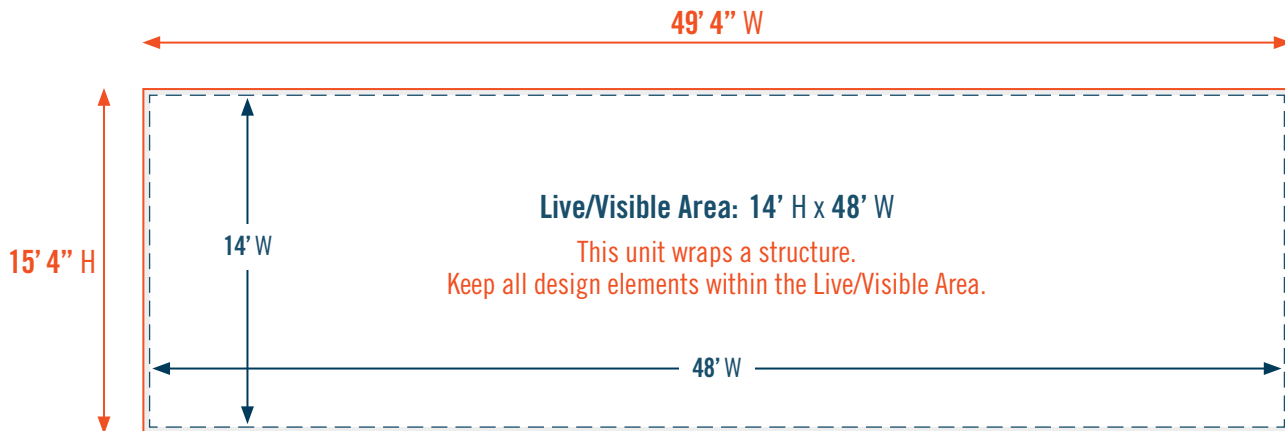 49’ 4” W
Live/Visible Area: 14’ H x 48’ W
14’ W
This unit wraps a structure.
15’ 4” H
Keep all design elements within the Live/Visible Area.
48’ W